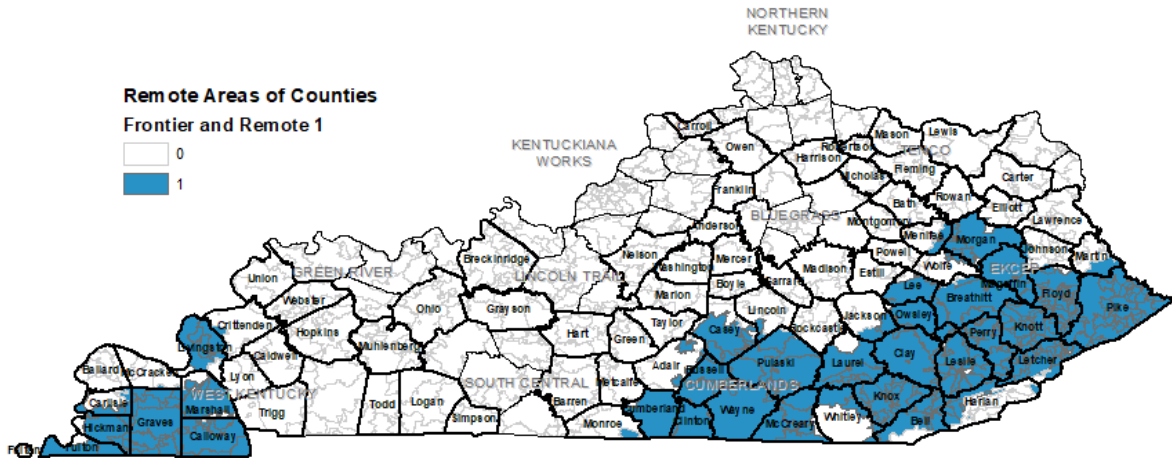 NORTHERN
KENTUCKY
Remote Areas of Counties
Frontier and Remote 1
0
1
KENTUCKIANA
WORKS
Carroll
Owen
Mason
Lewis
Robertson
TENCO
Harrison
Fleming
Nicholas
Carter
Franklin
Bath
Rowan
Elliott
BLUEGRASS
Montgomery
Lawrence
Anderson
Menifee
Morgan
Nelson
Mercer
Powell
Johnson
Breckinridge
Washington
Madison
Wolfe
Martin
GREEN RIVER
LINCOLN TRAIL
Estill
EKCEP
Union
Boyle
Garrard
Lee
Magoffin
Webster
Marion
Breathitt
Floyd
Ohio
Grayson
Lincoln
Jackson
Owsley
Pike
Crittenden
Taylor
Casey
Rockcastle
Knott
Hopkins
Hart
Perry
Livingston
Muhlenberg
Green
Clay
Caldwell
Adair
Pulaski
Laurel
Leslie
Letcher
Ballard
McCracken
Lyon
Russell
SOUTH CENTRAL
Metcalfe
CUMBERLANDS
WEST KENTUCKY
Knox
Carlisle
Marshall
Todd
Logan
Barren
Cumberland
Wayne
Harlan
Hickman
Graves
Trigg
Simpson
Monroe
Clinton
McCreary
Whitley
Bell
Calloway
Fulton
Fulton